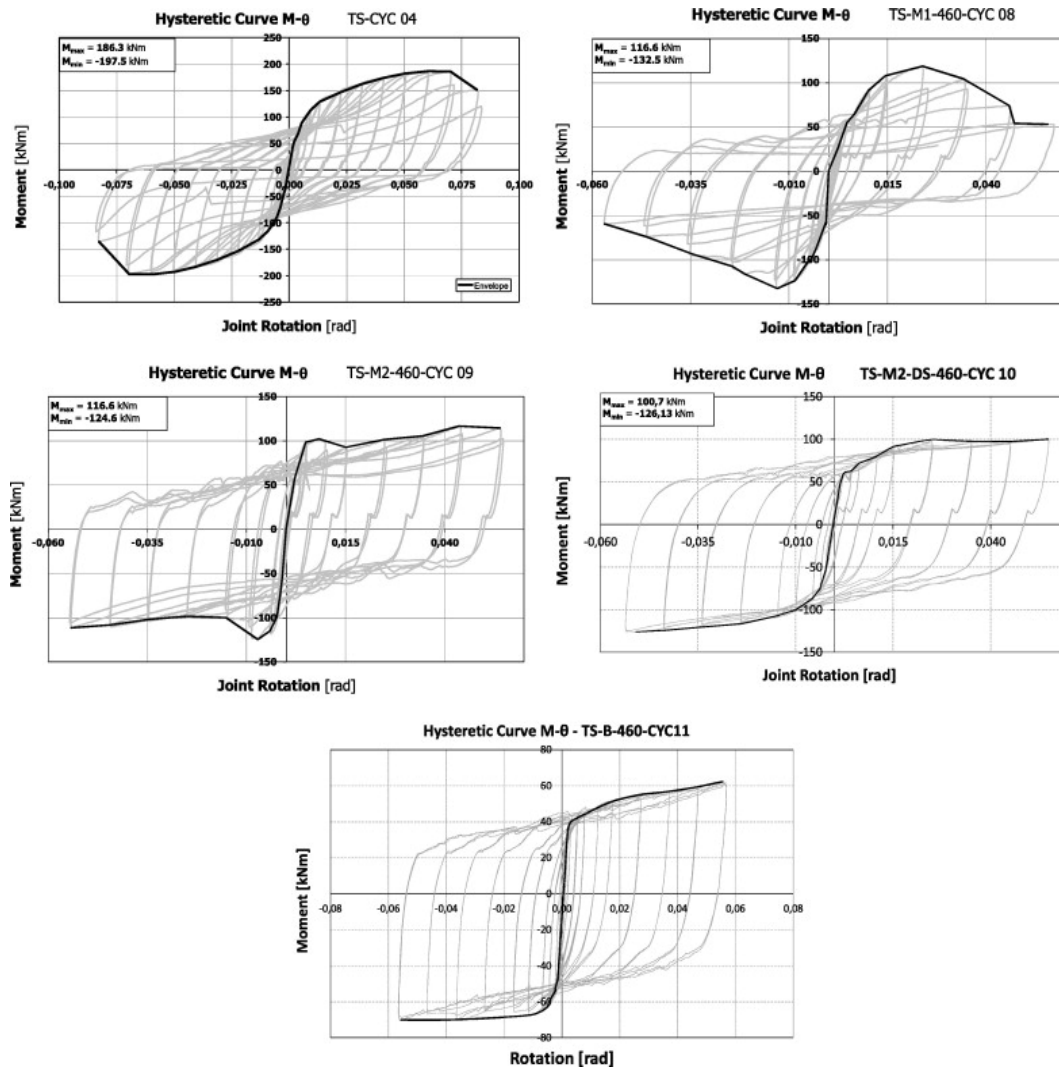 Hysteretic Curve M-θ TS-CYC 04
M_max = 186.3 kNm
M_min = -197.5 kNm
250
200
150
100
50
0
-50
-100
-150
-200
-250
-0,100 -0,075 -0,050 -0,025 0,000 0,025 0,050 0,075 0,100
Moment [kNm]
Envelope
Joint Rotation [rad]
Hysteretic Curve M-θ TS-M1-460-CYC 08
M_max = 116.6 kNm
M_min = -132.5 kNm
150
100
50
0
-50
-100
-150
-0,060 -0,035 -0,010 0,015 0,040
Moment [kNm]
Joint Rotation [rad]
Hysteretic Curve M-θ TS-M2-460-CYC 09
M_max = 116.6 kNm
M_min = -124.6 kNm
150
100
50
0
-50
-100
-150
-0,060 -0,035 -0,010 0,015 0,040
Moment [kNm]
Joint Rotation [rad]
Hysteretic Curve M-θ TS-M2-DS-460-CYC 10
M_max = 100,7 kNm
M_min = -126,13 kNm
150
100
50
0
-50
-100
-150
-0,060 -0,035 -0,010 0,015 0,040
Moment [kNm]
Joint Rotation [rad]
Hysteretic Curve M-θ - TS-B-460-CYC11
80
60
40
20
0
-20
-40
-60
-80
-0,08 -0,06 -0,04 -0,02 0,00 0,02 0,04 0,06 0,08
Moment [kNm]
Rotation [rad]